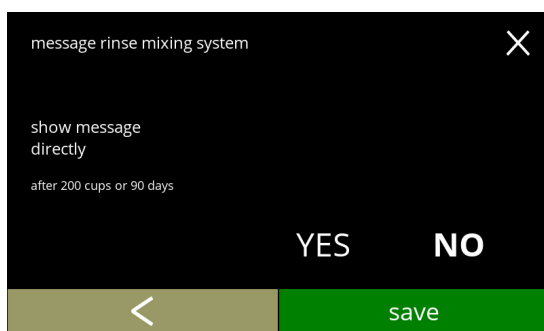 message rinse mixing system
show message
directly
after 200 cups or 90 days
YES NO
save